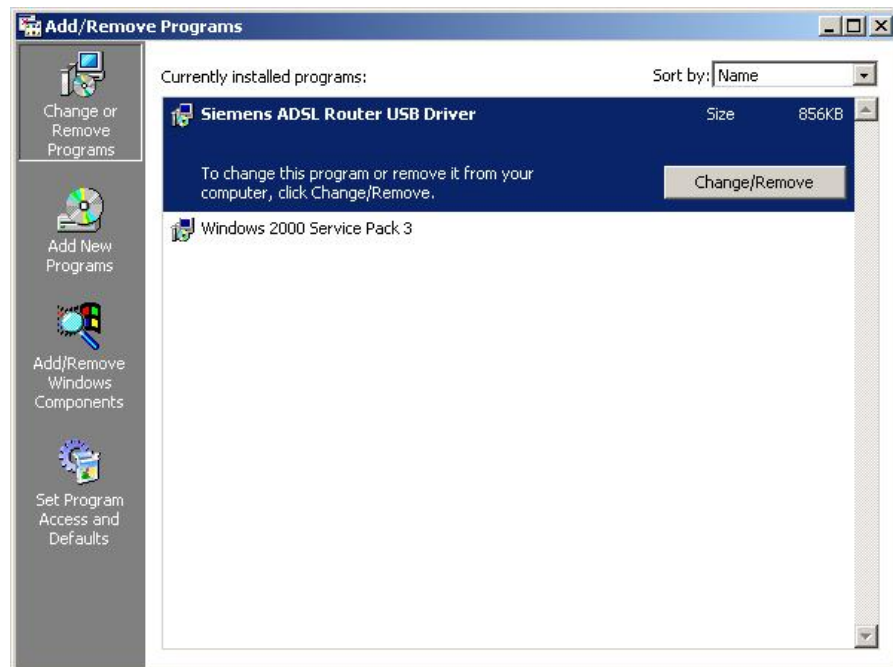 Add/Remove Programs
Change or
Remove
Programs
Add New
Programs
Add/Remove
Windows
Components
Set Program
Access and
Defaults
Currently installed programs:
Sort by: Name
Siemens ADSL Router USB Driver Size 856KB
To change this program or remove it from your
computer, click Change/Remove.
Change/Remove
Windows 2000 Service Pack 3